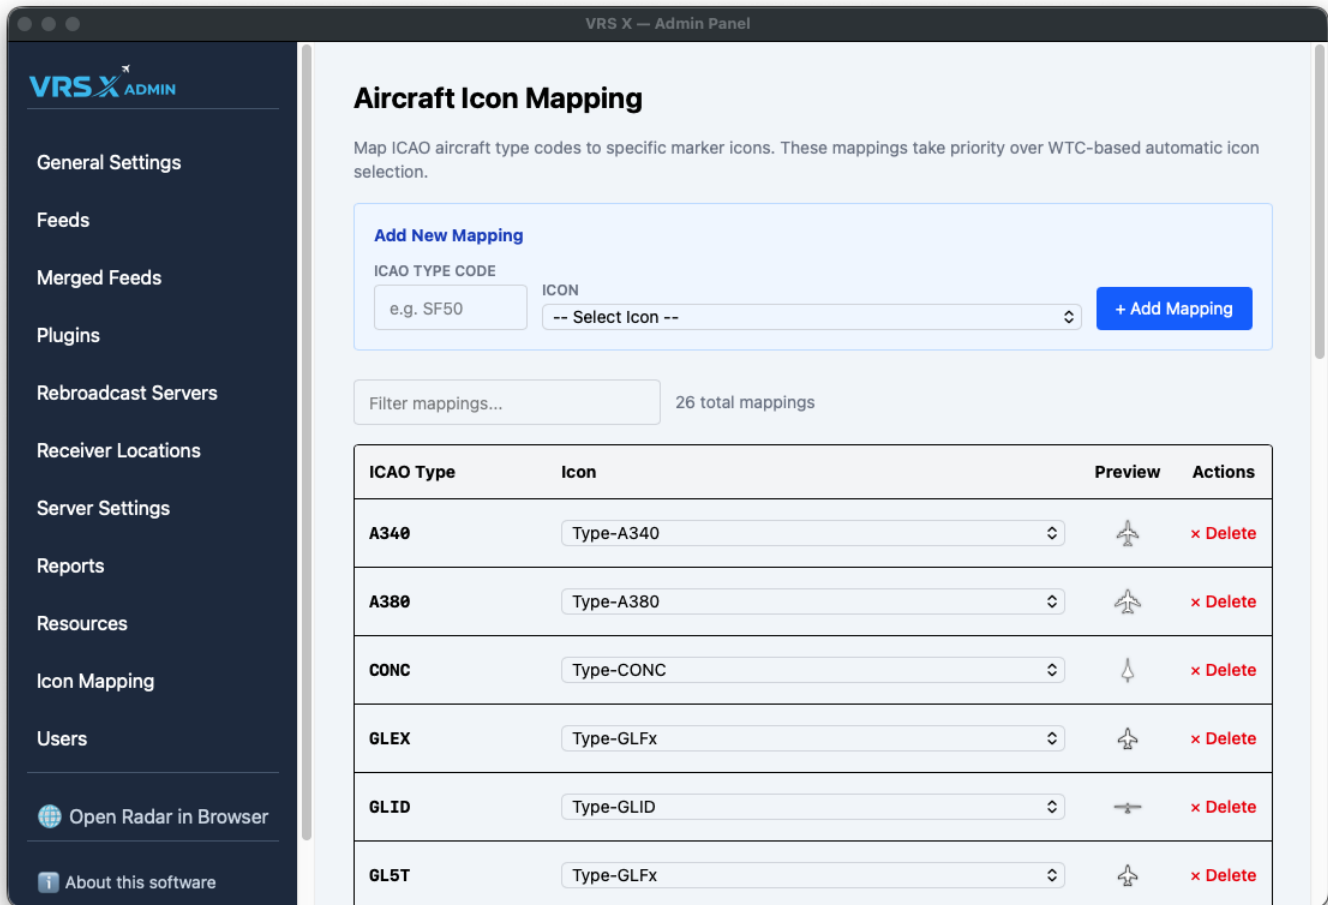 VRS X — Admin Panel
VRS X ADMIN
General Settings
Feeds
Merged Feeds
Plugins
Rebroadcast Servers
Receiver Locations
Server Settings
Reports
Resources
Icon Mapping
Users
Open Radar in Browser
About this software
Aircraft Icon Mapping
Map ICAO aircraft type codes to specific marker icons. These mappings take priority over WTC-based automatic icon
selection.
Add New Mapping
ICAO TYPE CODE
e.g. SF50
ICON
-- Select Icon --
+ Add Mapping
Filter mappings...
26 total mappings
ICAO Type Icon Preview Actions
A340 Type-A340 × Delete
A380 Type-A380 × Delete
CONC Type-CONC × Delete
GLEX Type-GLFx × Delete
GLID Type-GLID × Delete
GL5T Type-GLFx × Delete